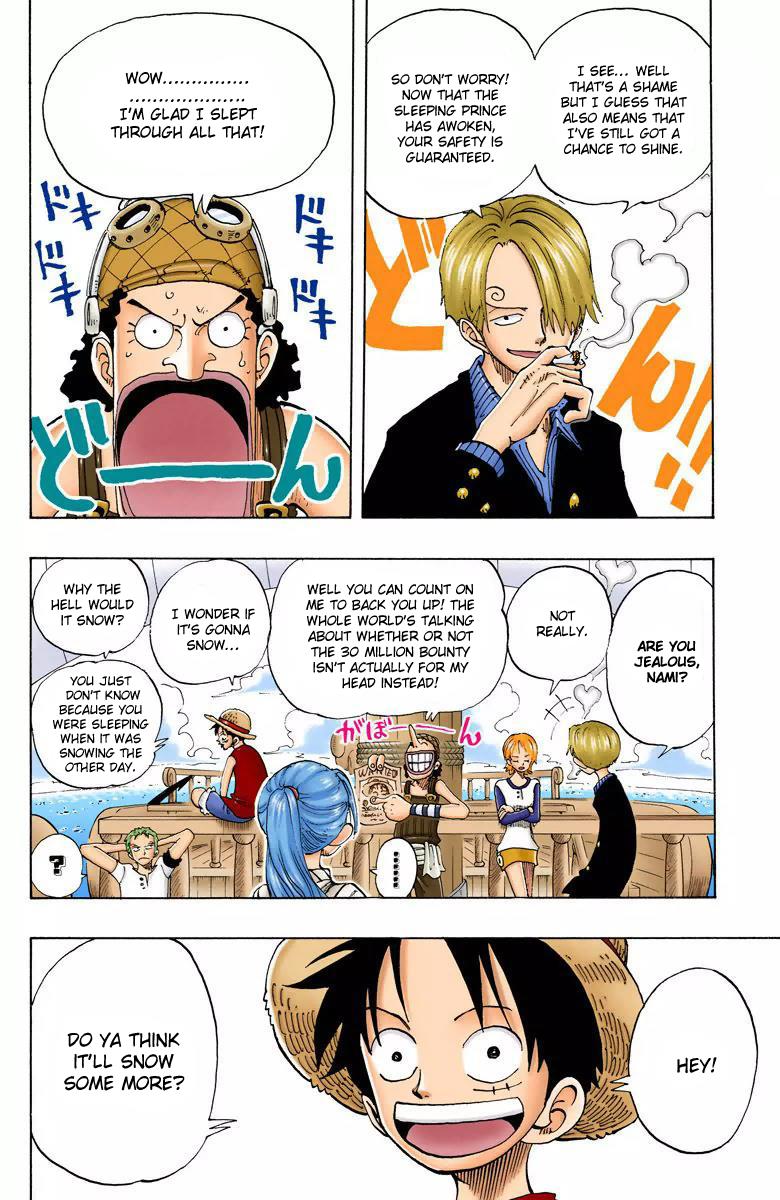 I SEE... WELL
THAT'S A SHAME
BUT I GUESS THAT
ALSO MEANS THAT
I'VE STILL GOT A
CHANCE TO SHINE.
SO DON'T WORRY!
NOW THAT THE
SLEEPING PRINCE
HAS AWOKEN,
YOUR SAFETY IS
GUARANTEED.
どん!!
WOW...............
....................
I'M GLAD I SLEPT
THROUGH ALL THAT!
ドキ
ドキ
ドキ
ドキ
どーーん
ARE YOU
JEALOUS,
NAMI?
NOT
REALLY.
WELL YOU CAN COUNT ON
ME TO BACK YOU UP! THE
WHOLE WORLD'S TALKING
ABOUT WHETHER OR NOT
THE 30 MILLION BOUNTY
ISN'T ACTUALLY FOR MY
HEAD INSTEAD!
がぼーーん
WANTED
!!!!!!
I WONDER IF
IT'S GONNA
SNOW...
WHY THE
HELL WOULD
IT SNOW?
YOU JUST
DON'T KNOW
BECAUSE YOU
WERE SLEEPING
WHEN IT WAS
SNOWING THE
OTHER DAY.
?
HEY!
DO YA THINK
IT'LL SNOW
SOME MORE?